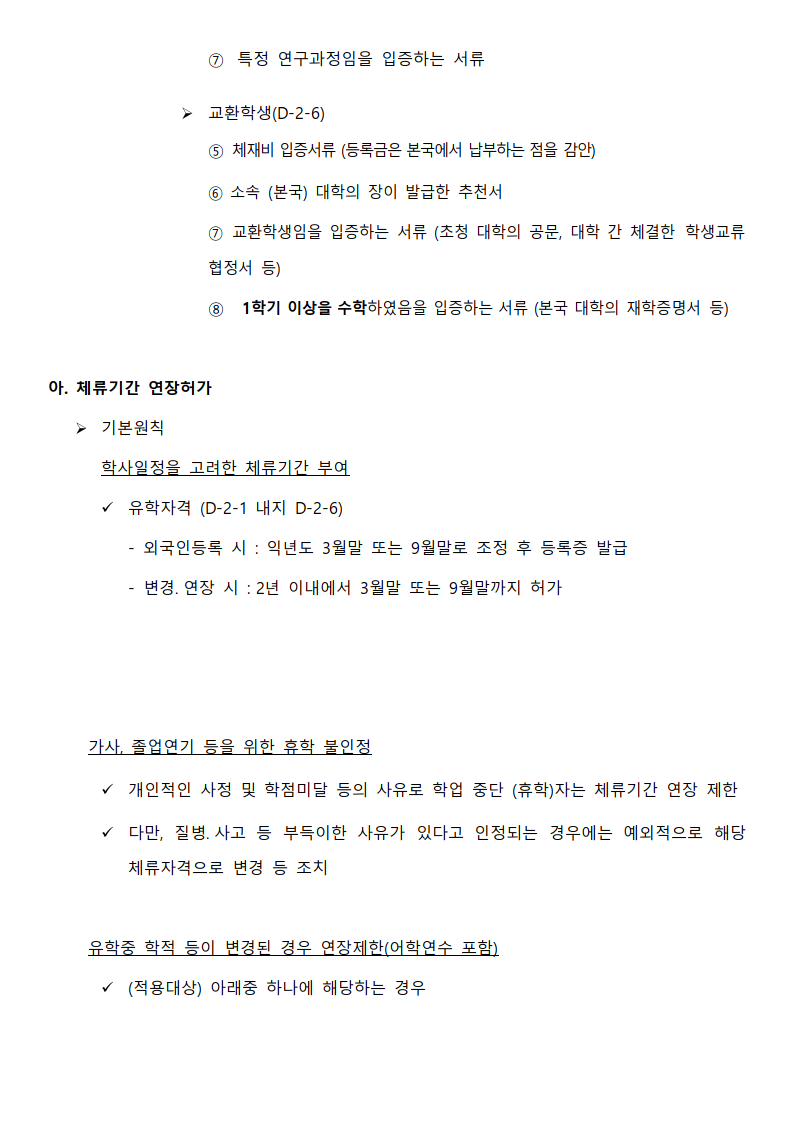 ⑦ 특정 연구과정임을 입증하는 서류
➢ 교환학생(D-2-6)
⑤ 체재비 입증서류 (등록금은 본국에서 납부하는 점을 감안)
⑥ 소속 (본국) 대학의 장이 발급한 추천서
⑦ 교환학생임을 입증하는 서류 (초청 대학의 공문, 대학 간 체결한 학생교류
협정서 등)
⑧ 1학기 이상을 수학하였음을 입증하는 서류 (본국 대학의 재학증명서 등)
아. 체류기간 연장허가
➢ 기본원칙
학사일정을 고려한 체류기간 부여
✓ 유학자격 (D-2-1 내지 D-2-6)
- 외국인등록 시 : 익년도 3월말 또는 9월말로 조정 후 등록증 발급
- 변경. 연장 시 : 2년 이내에서 3월말 또는 9월말까지 허가
가사, 졸업연기 등을 위한 휴학 불인정
✓ 개인적인 사정 및 학점미달 등의 사유로 학업 중단 (휴학)자는 체류기간 연장 제한
✓ 다만, 질병. 사고 등 부득이한 사유가 있다고 인정되는 경우에는 예외적으로 해당
체류자격으로 변경 등 조치
유학중 학적 등이 변경된 경우 연장제한(어학연수 포함)
✓ (적용대상) 아래중 하나에 해당하는 경우